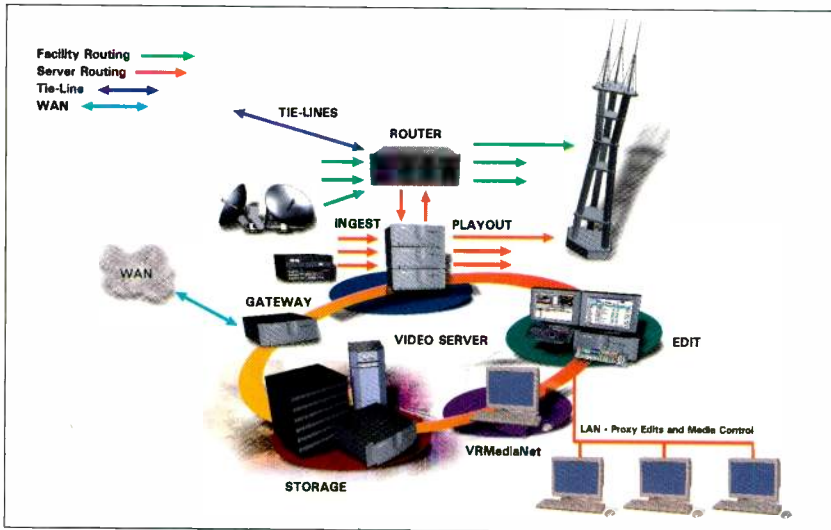 Facility Routing
Server Routing
Tie-Line
WAN
TIE-LINES
ROUTER
INGEST
PLAYOUT
WAN
GATEWAY
VIDEO SERVER
EDIT
LAN - Proxy Edits and Media Control
VRMediaNet
STORAGE